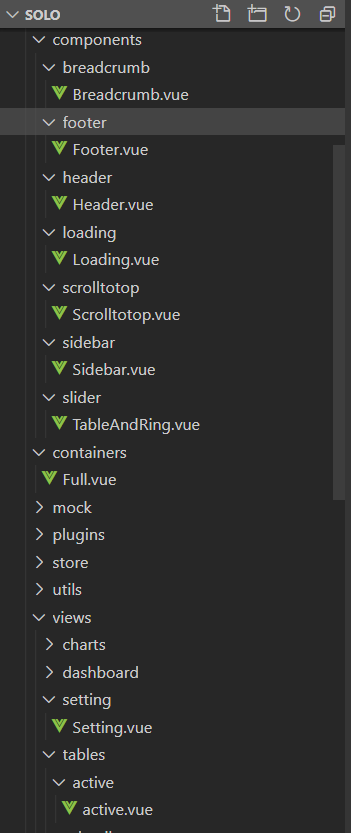 SOLO
components
breadcrumb
Breadcrumb.vue
footer
Footer.vue
header
Header.vue
loading
Loading.vue
scrolltotop
Scrolltotop.vue
sidebar
Sidebar.vue
slider
TableAndRing.vue
containers
Full.vue
mock
plugins
store
utils
views
charts
dashboard
setting
Setting.vue
tables
active
active.vue